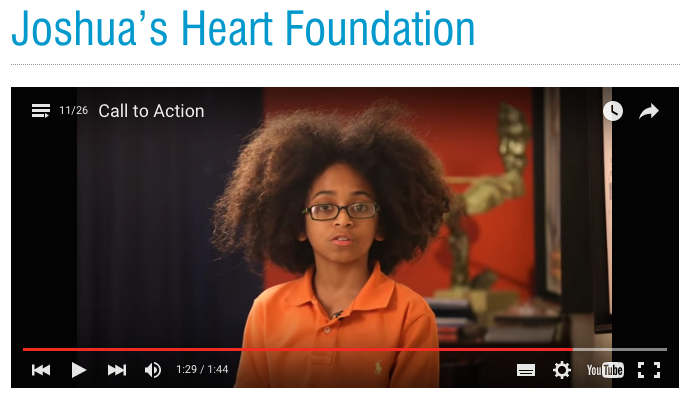 Joshua's Heart Foundation
11/26 Call to Action
1:29 / 1:44
YouTube